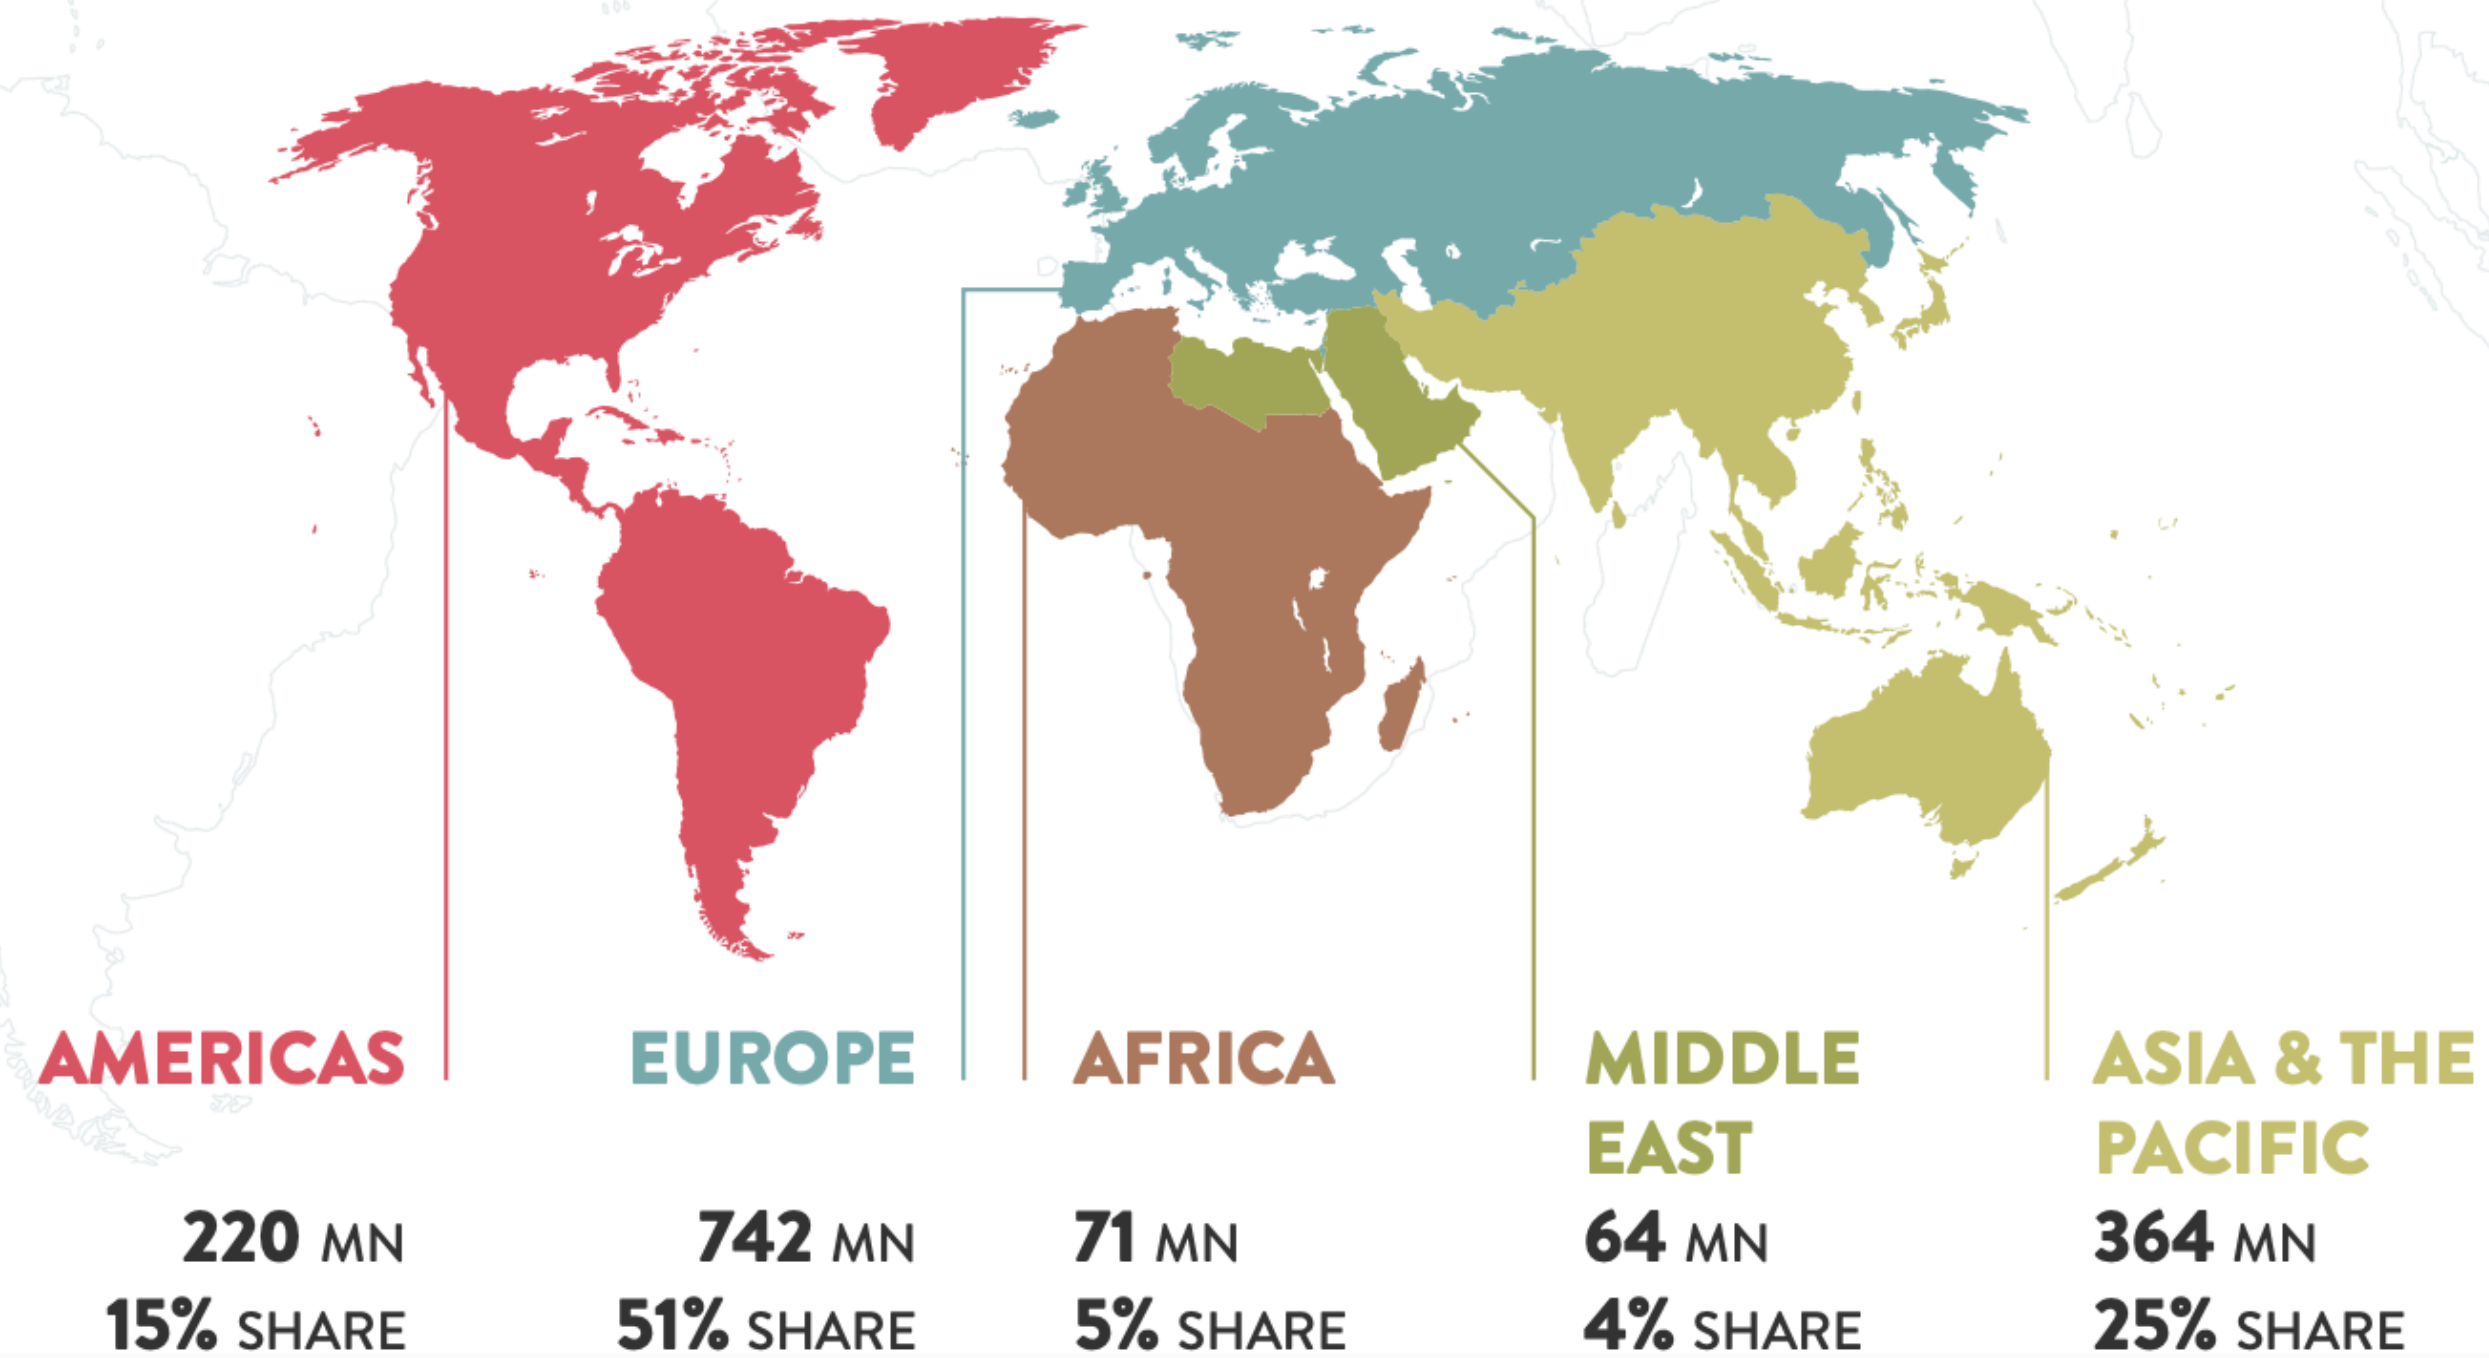 AMERICAS
220 MN
15% SHARE
EUROPE
742 MN
51% SHARE
AFRICA
71 MN
5% SHARE
MIDDLE
EAST
64 MN
4% SHARE
ASIA & THE
PACIFIC
364 MN
25% SHARE